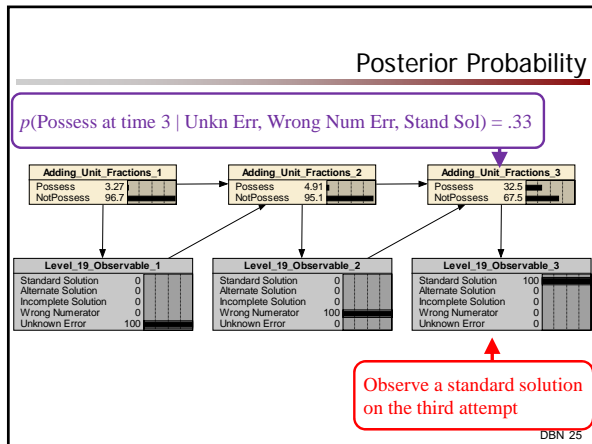 Posterior Probability
p(Possess at time 3 | Unkn Err, Wrong Num Err, Stand Sol) = .33
Adding_Unit_Fractions_1
Possess 3.27
NotPossess 96.7
Adding_Unit_Fractions_2
Possess 4.91
NotPossess 95.1
Adding_Unit_Fractions_3
Possess 32.5
NotPossess 67.5
Level_19_Observable_1
Standard Solution 0
Alternate Solution 0
Incomplete Solution 0
Wrong Numerator 0
Unknown Error 100
Level_19_Observable_2
Standard Solution 0
Alternate Solution 0
Incomplete Solution 0
Wrong Numerator 100
Unknown Error 0
Level_19_Observable_3
Standard Solution 100
Alternate Solution 0
Incomplete Solution 0
Wrong Numerator 0
Unknown Error 0
Observe a standard solution
on the third attempt
DBN 25